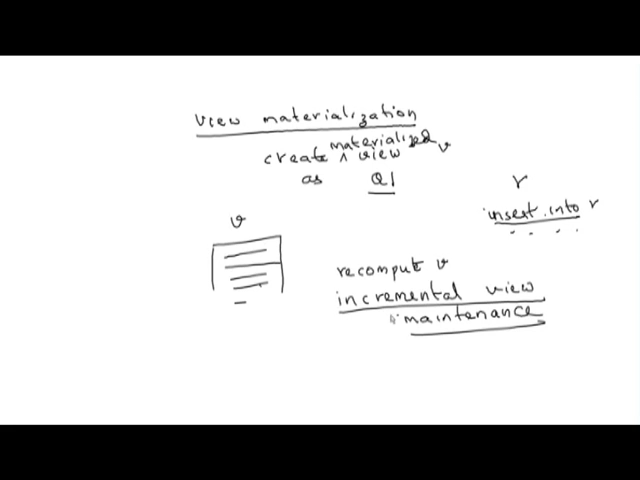 view materialization
create ^ materialized view v
as Q1
v
r
insert into r
. . . .
recompute v
incremental view
maintenance